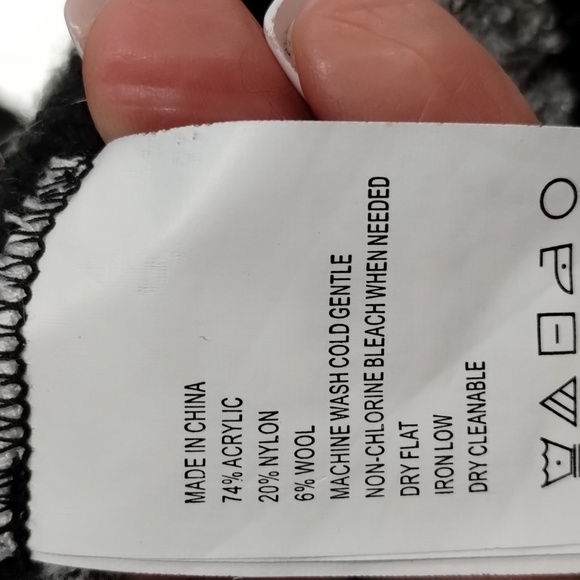 MADE IN CHINA
74% ACRYLIC
20% NYLON
6% WOOL
MACHINE WASH COLD GENTLE
NON-CHLORINE BLEACH WHEN NEEDED
DRY FLAT
IRON LOW
DRY CLEANABLE